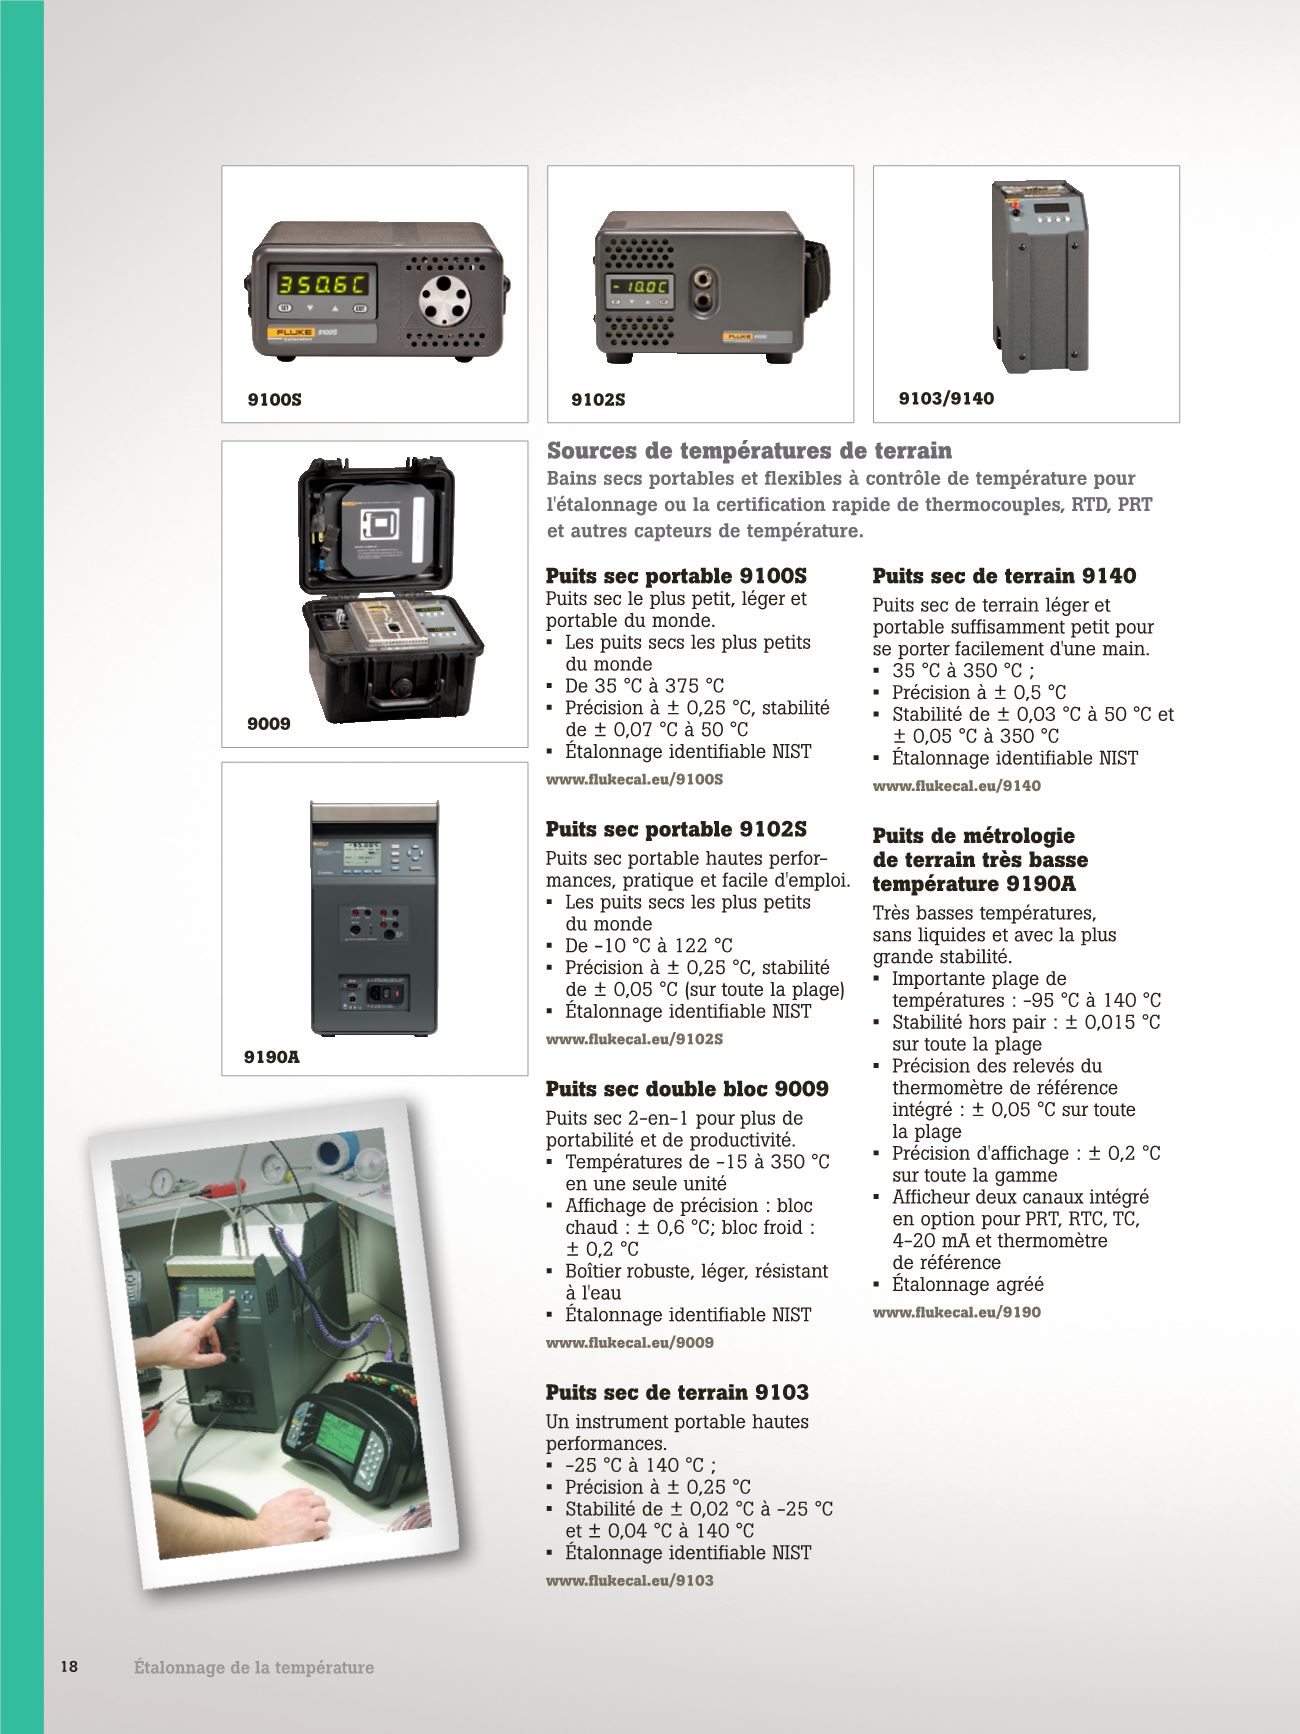 350.6C
SET
EXIT
FLUKE 9100S
Calibration
9100S
- 10.0C
FLUKE
9102S
9103/9140
9009
-95.00
9190A
Sources de températures de terrain
Bains secs portables et flexibles à contrôle de température pour
l'étalonnage ou la certification rapide de thermocouples, RTD, PRT
et autres capteurs de température.
Puits sec portable 9100S
Puits sec le plus petit, léger et
portable du monde.
▪ Les puits secs les plus petits
du monde
▪ De 35 °C à 375 °C
▪ Précision à ± 0,25 °C, stabilité
de ± 0,07 °C à 50 °C
▪ Étalonnage identifiable NIST
www.flukecal.eu/9100S
Puits sec portable 9102S
Puits sec portable hautes perfor-
mances, pratique et facile d'emploi.
▪ Les puits secs les plus petits
du monde
▪ De -10 °C à 122 °C
▪ Précision à ± 0,25 °C, stabilité
de ± 0,05 °C (sur toute la plage)
▪ Étalonnage identifiable NIST
www.flukecal.eu/9102S
Puits sec double bloc 9009
Puits sec 2-en-1 pour plus de
portabilité et de productivité.
▪ Températures de -15 à 350 °C
en une seule unité
▪ Affichage de précision : bloc
chaud : ± 0,6 °C; bloc froid :
± 0,2 °C
▪ Boîtier robuste, léger, résistant
à l'eau
▪ Étalonnage identifiable NIST
www.flukecal.eu/9009
Puits sec de terrain 9103
Un instrument portable hautes
performances.
▪ -25 °C à 140 °C ;
▪ Précision à ± 0,25 °C
▪ Stabilité de ± 0,02 °C à -25 °C
et ± 0,04 °C à 140 °C
▪ Étalonnage identifiable NIST
www.flukecal.eu/9103
Puits sec de terrain 9140
Puits sec de terrain léger et
portable suffisamment petit pour
se porter facilement d'une main.
▪ 35 °C à 350 °C ;
▪ Précision à ± 0,5 °C
▪ Stabilité de ± 0,03 °C à 50 °C et
± 0,05 °C à 350 °C
▪ Étalonnage identifiable NIST
www.flukecal.eu/9140
Puits de métrologie
de terrain très basse
température 9190A
Très basses températures,
sans liquides et avec la plus
grande stabilité.
▪ Importante plage de
températures : -95 °C à 140 °C
▪ Stabilité hors pair : ± 0,015 °C
sur toute la plage
▪ Précision des relevés du
thermomètre de référence
intégré : ± 0,05 °C sur toute
la plage
▪ Précision d'affichage : ± 0,2 °C
sur toute la gamme
▪ Afficheur deux canaux intégré
en option pour PRT, RTC, TC,
4-20 mA et thermomètre
de référence
▪ Étalonnage agréé
www.flukecal.eu/9190
18 Étalonnage de la température